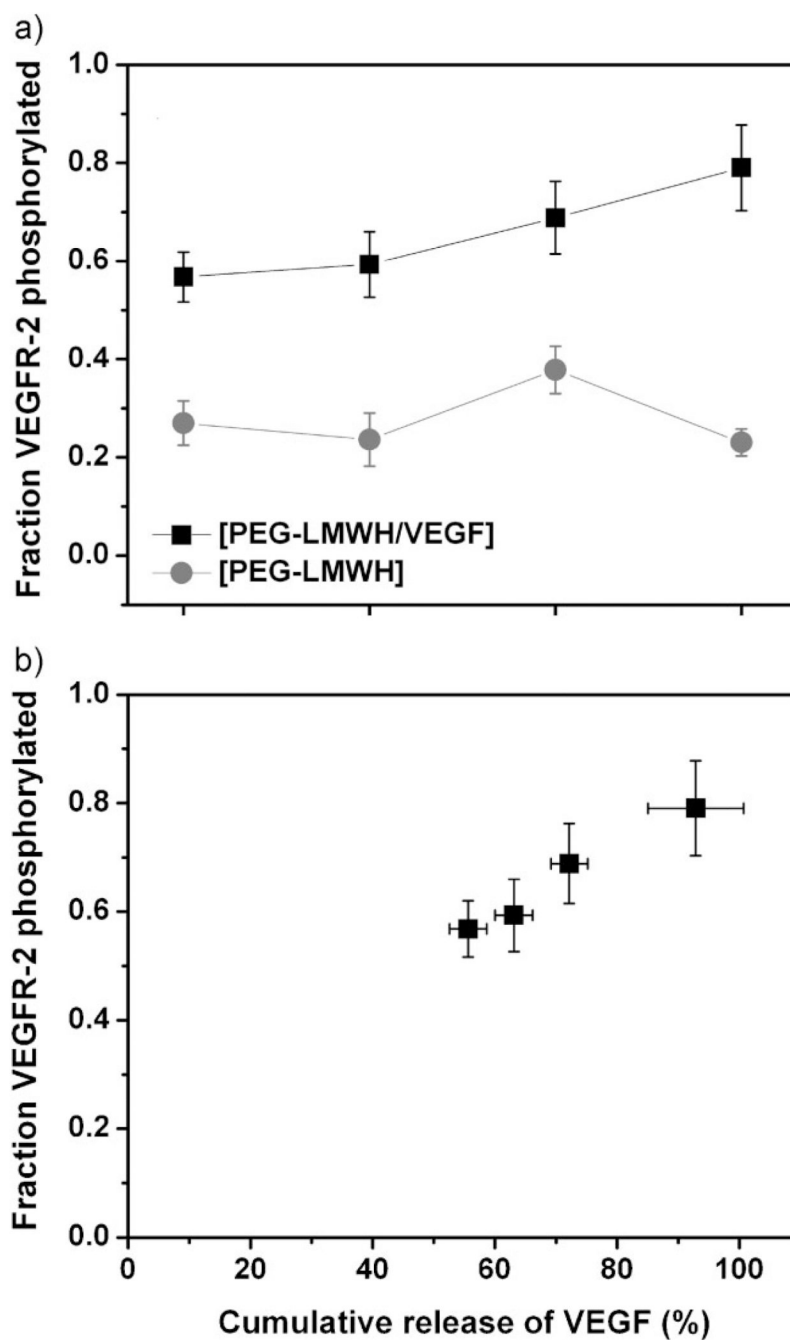 a)
Fraction VEGFR-2 phosphorylated
1.0
0.8
0.6
0.4
0.2
0.0
[PEG-LMWH/VEGF]
[PEG-LMWH]
b)
Fraction VEGFR-2 phosphorylated
1.0
0.8
0.6
0.4
0.2
0.0
0 20 40 60 80 100
Cumulative release of VEGF (%)